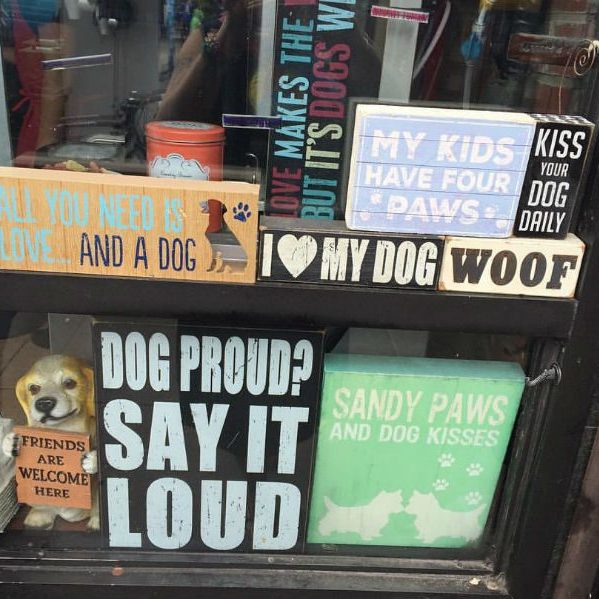 LOVE MAKES THE
BUT IT'S DOGS W
MY KIDS
HAVE FOUR
PAWS
KISS
YOUR
DOG
DAILY
ALL YOU NEED IS
LOVE... AND A DOG
I MY DOG
WOOF
DOG PROUD?
SAY IT
LOUD
SANDY PAWS
AND DOG KISSES
FRIENDS
ARE
WELCOME
HERE